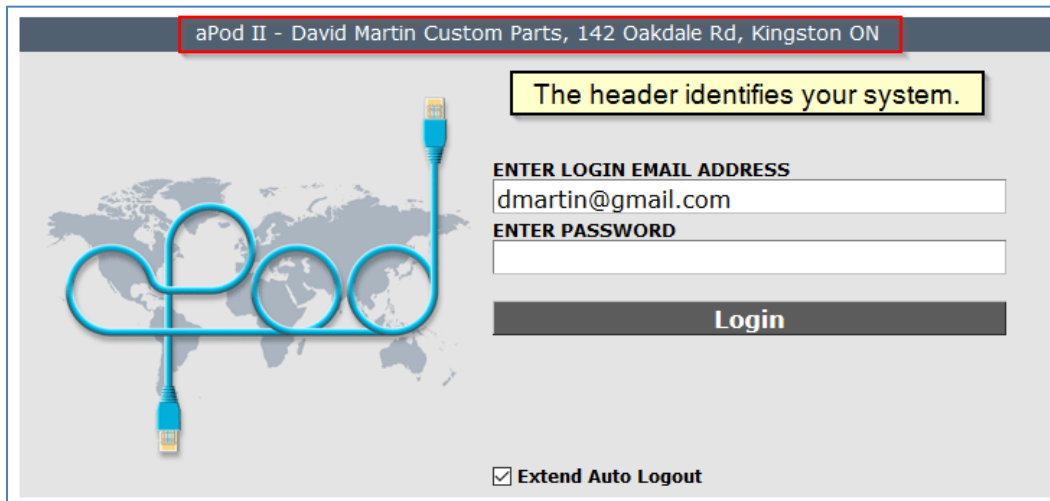 aPod II - David Martin Custom Parts, 142 Oakdale Rd, Kingston ON
The header identifies your system.
aPod
ENTER LOGIN EMAIL ADDRESS
dmartin@gmail.com
ENTER PASSWORD
Login
Extend Auto Logout